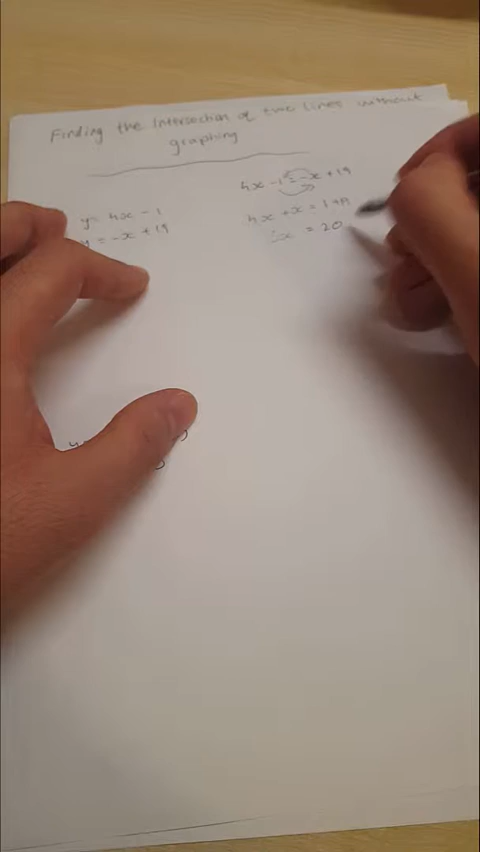 Finding the Intersection of two lines without
graphing
y = 4x - 1
y = -x + 19
4x - 1 = -x + 19
4x + x = 1 + 19
5x = 20